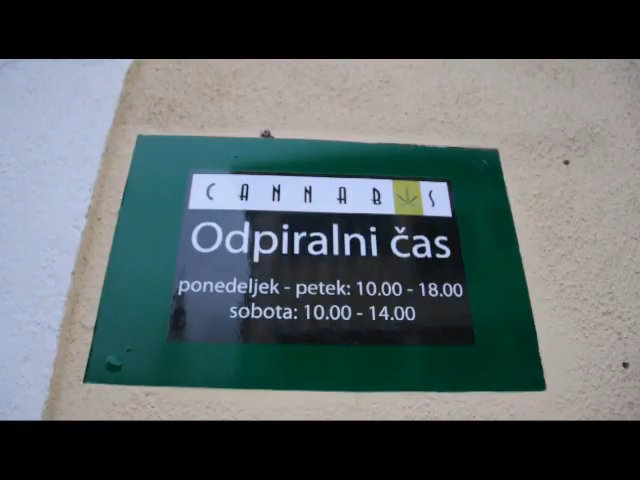 CANNABIS
Odpiralni čas
ponedeljek - petek: 10.00 - 18.00
sobota: 10.00 - 14.00